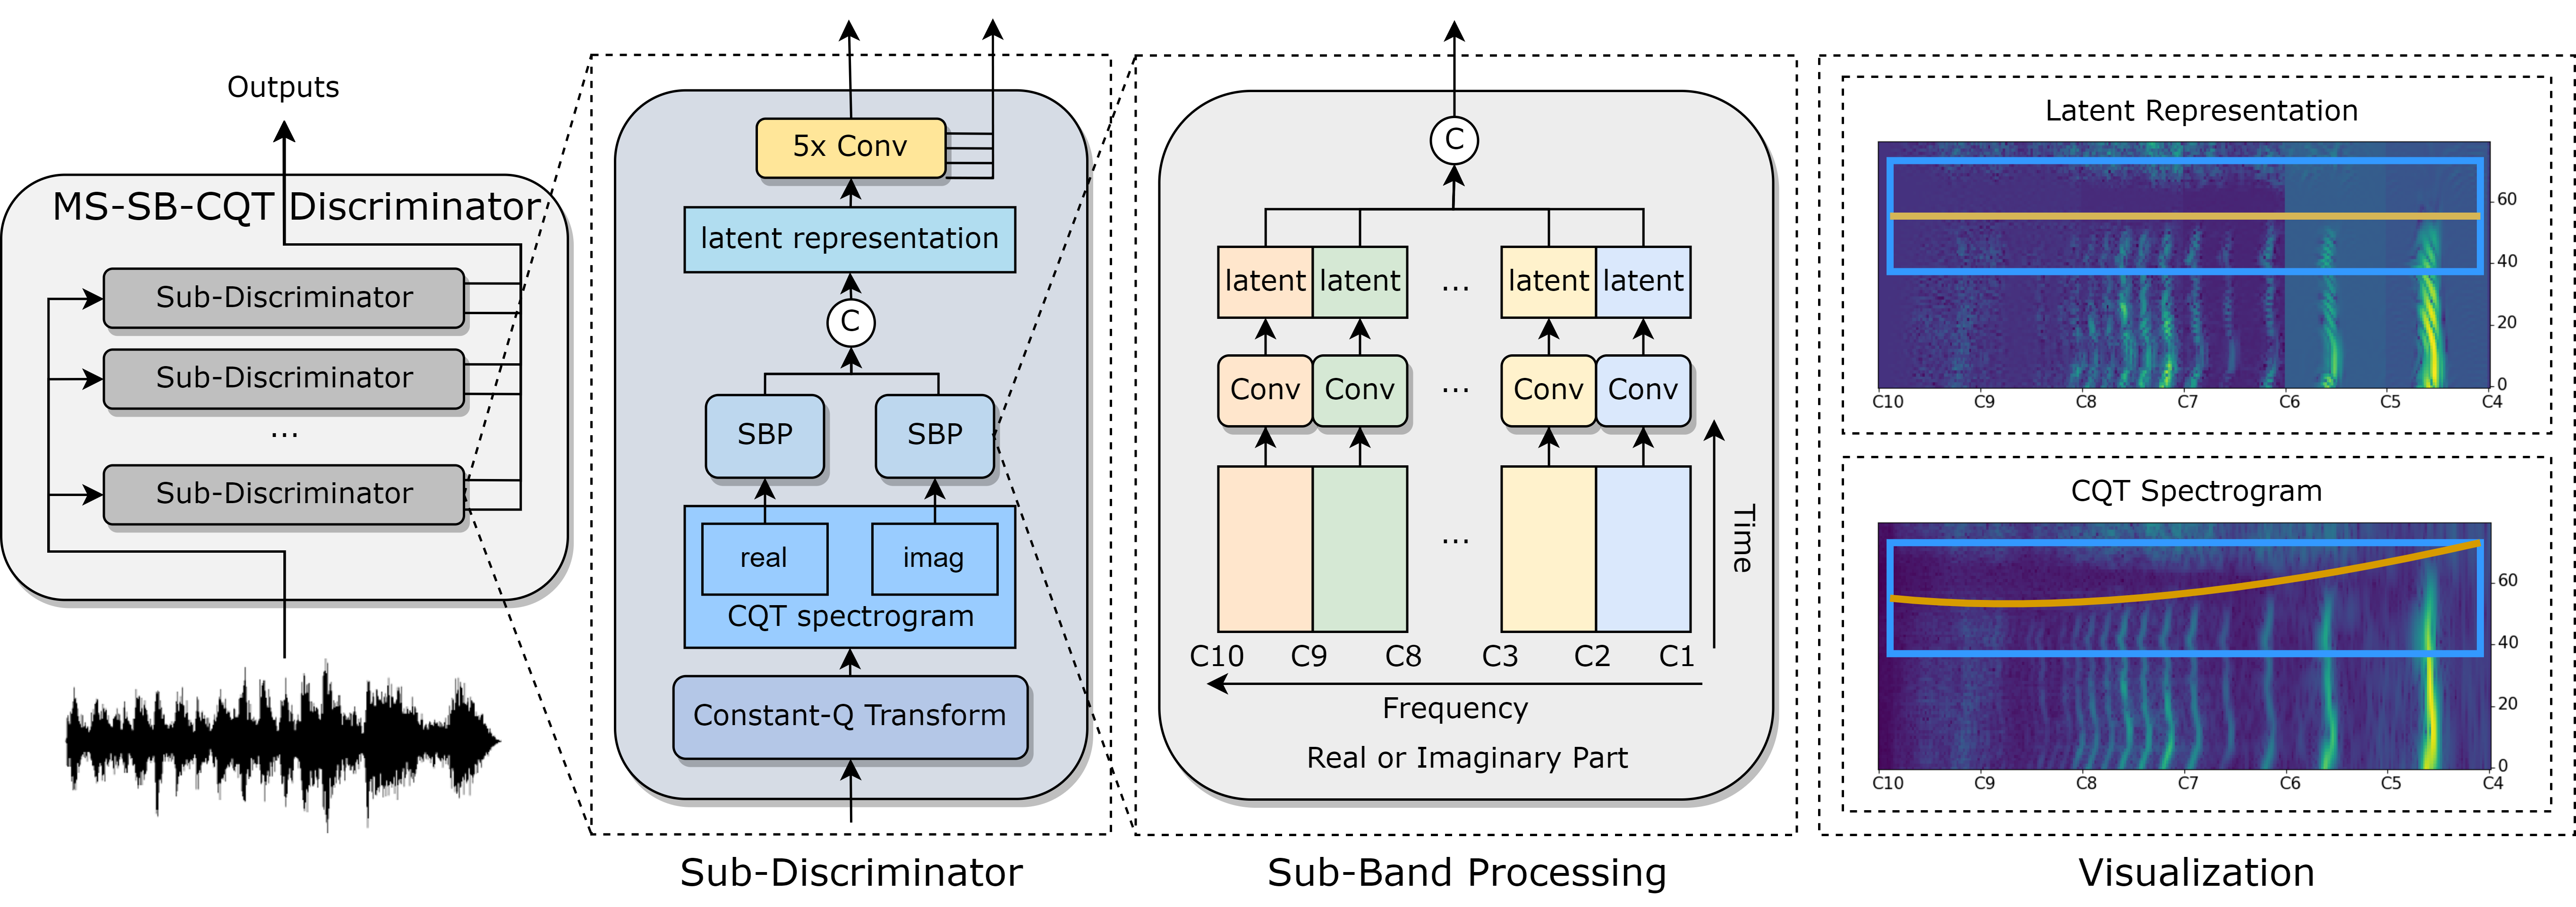 Outputs
MS-SB-CQT Discriminator
Sub-Discriminator
Sub-Discriminator
...
Sub-Discriminator
5x Conv
latent representation
C
SBP SBP
real imag
CQT spectrogram
Constant-Q Transform
Sub-Discriminator
C
latent latent ... latent latent
Conv Conv ... Conv Conv
...
Time
C10 C9 C8 C3 C2 C1
Frequency
Real or Imaginary Part
Sub-Band Processing
Latent Representation
60
40
20
0
C10 C9 C8 C7 C6 C5 C4
CQT Spectrogram
60
40
20
0
C10 C9 C8 C7 C6 C5 C4
Visualization